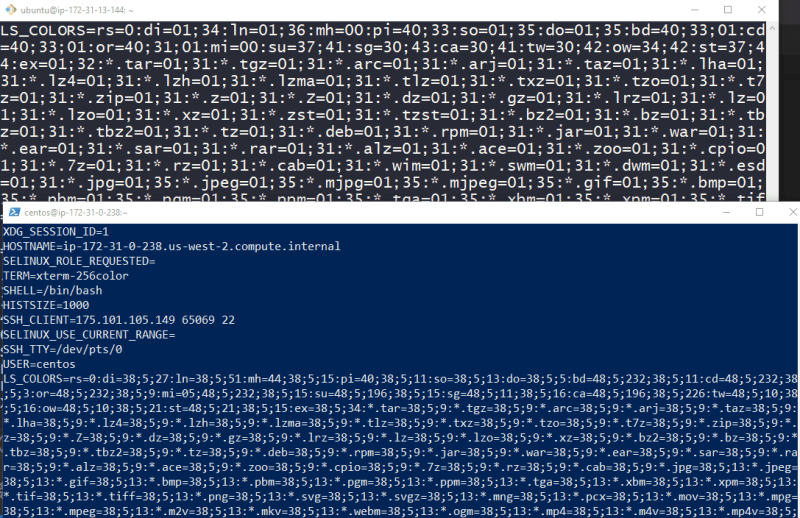 ubuntu@ip-172-31-13-144: ~
LS_COLORS=rs=0:di=01;34:ln=01;36:mh=00:pi=40;33:so=01;35:do=01;35:bd=40;33;01:cd
=40;33;01:or=40;31;01:mi=00:su=37;41:sg=30;43:ca=30;41:tw=30;42:ow=34;42:st=37;4
4:ex=01;32:*.tar=01;31:*.tgz=01;31:*.arc=01;31:*.arj=01;31:*.taz=01;31:*.lha=01;
31:*.lz4=01;31:*.lzh=01;31:*.lzma=01;31:*.tlz=01;31:*.txz=01;31:*.tzo=01;31:*.t7
z=01;31:*.zip=01;31:*.z=01;31:*.Z=01;31:*.dz=01;31:*.gz=01;31:*.lrz=01;31:*.lz=0
1;31:*.lzo=01;31:*.xz=01;31:*.zst=01;31:*.tzst=01;31:*.bz2=01;31:*.bz=01;31:*.tb
z=01;31:*.tbz2=01;31:*.tz=01;31:*.deb=01;31:*.rpm=01;31:*.jar=01;31:*.war=01;31:
*.ear=01;31:*.sar=01;31:*.rar=01;31:*.alz=01;31:*.ace=01;31:*.zoo=01;31:*.cpio=0
1;31:*.7z=01;31:*.rz=01;31:*.cab=01;31:*.wim=01;31:*.swm=01;31:*.dwm=01;31:*.esd
=01;31:*.jpg=01;35:*.jpeg=01;35:*.mjpg=01;35:*.mjpeg=01;35:*.gif=01;35:*.bmp=01;
35:*.pbm=01;35:*.pgm=01;35:*.ppm=01;35:*.tga=01;35:*.xbm=01;35:*.xpm=01;35:*.tif
centos@ip-172-31-0-238:~
XDG_SESSION_ID=1
HOSTNAME=ip-172-31-0-238.us-west-2.compute.internal
SELINUX_ROLE_REQUESTED=
TERM=xterm-256color
SHELL=/bin/bash
HISTSIZE=1000
SSH_CLIENT=175.101.105.149 65069 22
SELINUX_USE_CURRENT_RANGE=
SSH_TTY=/dev/pts/0
USER=centos
LS_COLORS=rs=0:di=38;5;27:ln=38;5;51:mh=44;38;5;15:pi=40;38;5;11:so=38;5;13:do=38;5;5:bd=48;5;232;38;5;11:cd=48;5;232;38
;5;3:or=48;5;232;38;5;9:mi=05;48;5;232;38;5;15:su=48;5;196;38;5;15:sg=48;5;11;38;5;16:ca=48;5;196;38;5;226:tw=48;5;10;38
;5;16:ow=48;5;10;38;5;21:st=48;5;21;38;5;15:ex=38;5;34:*.tar=38;5;9:*.tgz=38;5;9:*.arc=38;5;9:*.arj=38;5;9:*.taz=38;5;9:
*.lha=38;5;9:*.lz4=38;5;9:*.lzh=38;5;9:*.lzma=38;5;9:*.tlz=38;5;9:*.txz=38;5;9:*.tzo=38;5;9:*.t7z=38;5;9:*.zip=38;5;9:*.
z=38;5;9:*.Z=38;5;9:*.dz=38;5;9:*.gz=38;5;9:*.lrz=38;5;9:*.lz=38;5;9:*.lzo=38;5;9:*.xz=38;5;9:*.bz2=38;5;9:*.bz=38;5;9:*
.tbz=38;5;9:*.tbz2=38;5;9:*.tz=38;5;9:*.deb=38;5;9:*.rpm=38;5;9:*.jar=38;5;9:*.war=38;5;9:*.ear=38;5;9:*.sar=38;5;9:*.ra
r=38;5;9:*.alz=38;5;9:*.ace=38;5;9:*.zoo=38;5;9:*.cpio=38;5;9:*.7z=38;5;9:*.rz=38;5;9:*.cab=38;5;9:*.jpg=38;5;13:*.jpeg=
38;5;13:*.gif=38;5;13:*.bmp=38;5;13:*.pbm=38;5;13:*.pgm=38;5;13:*.ppm=38;5;13:*.tga=38;5;13:*.xbm=38;5;13:*.xpm=38;5;13:
*.tif=38;5;13:*.tiff=38;5;13:*.png=38;5;13:*.svg=38;5;13:*.svgz=38;5;13:*.mng=38;5;13:*.pcx=38;5;13:*.mov=38;5;13:*.mpg=
38;5;13:*.mpeg=38;5;13:*.m2v=38;5;13:*.mkv=38;5;13:*.webm=38;5;13:*.ogm=38;5;13:*.mp4=38;5;13:*.m4v=38;5;13:*.mp4v=38;5;